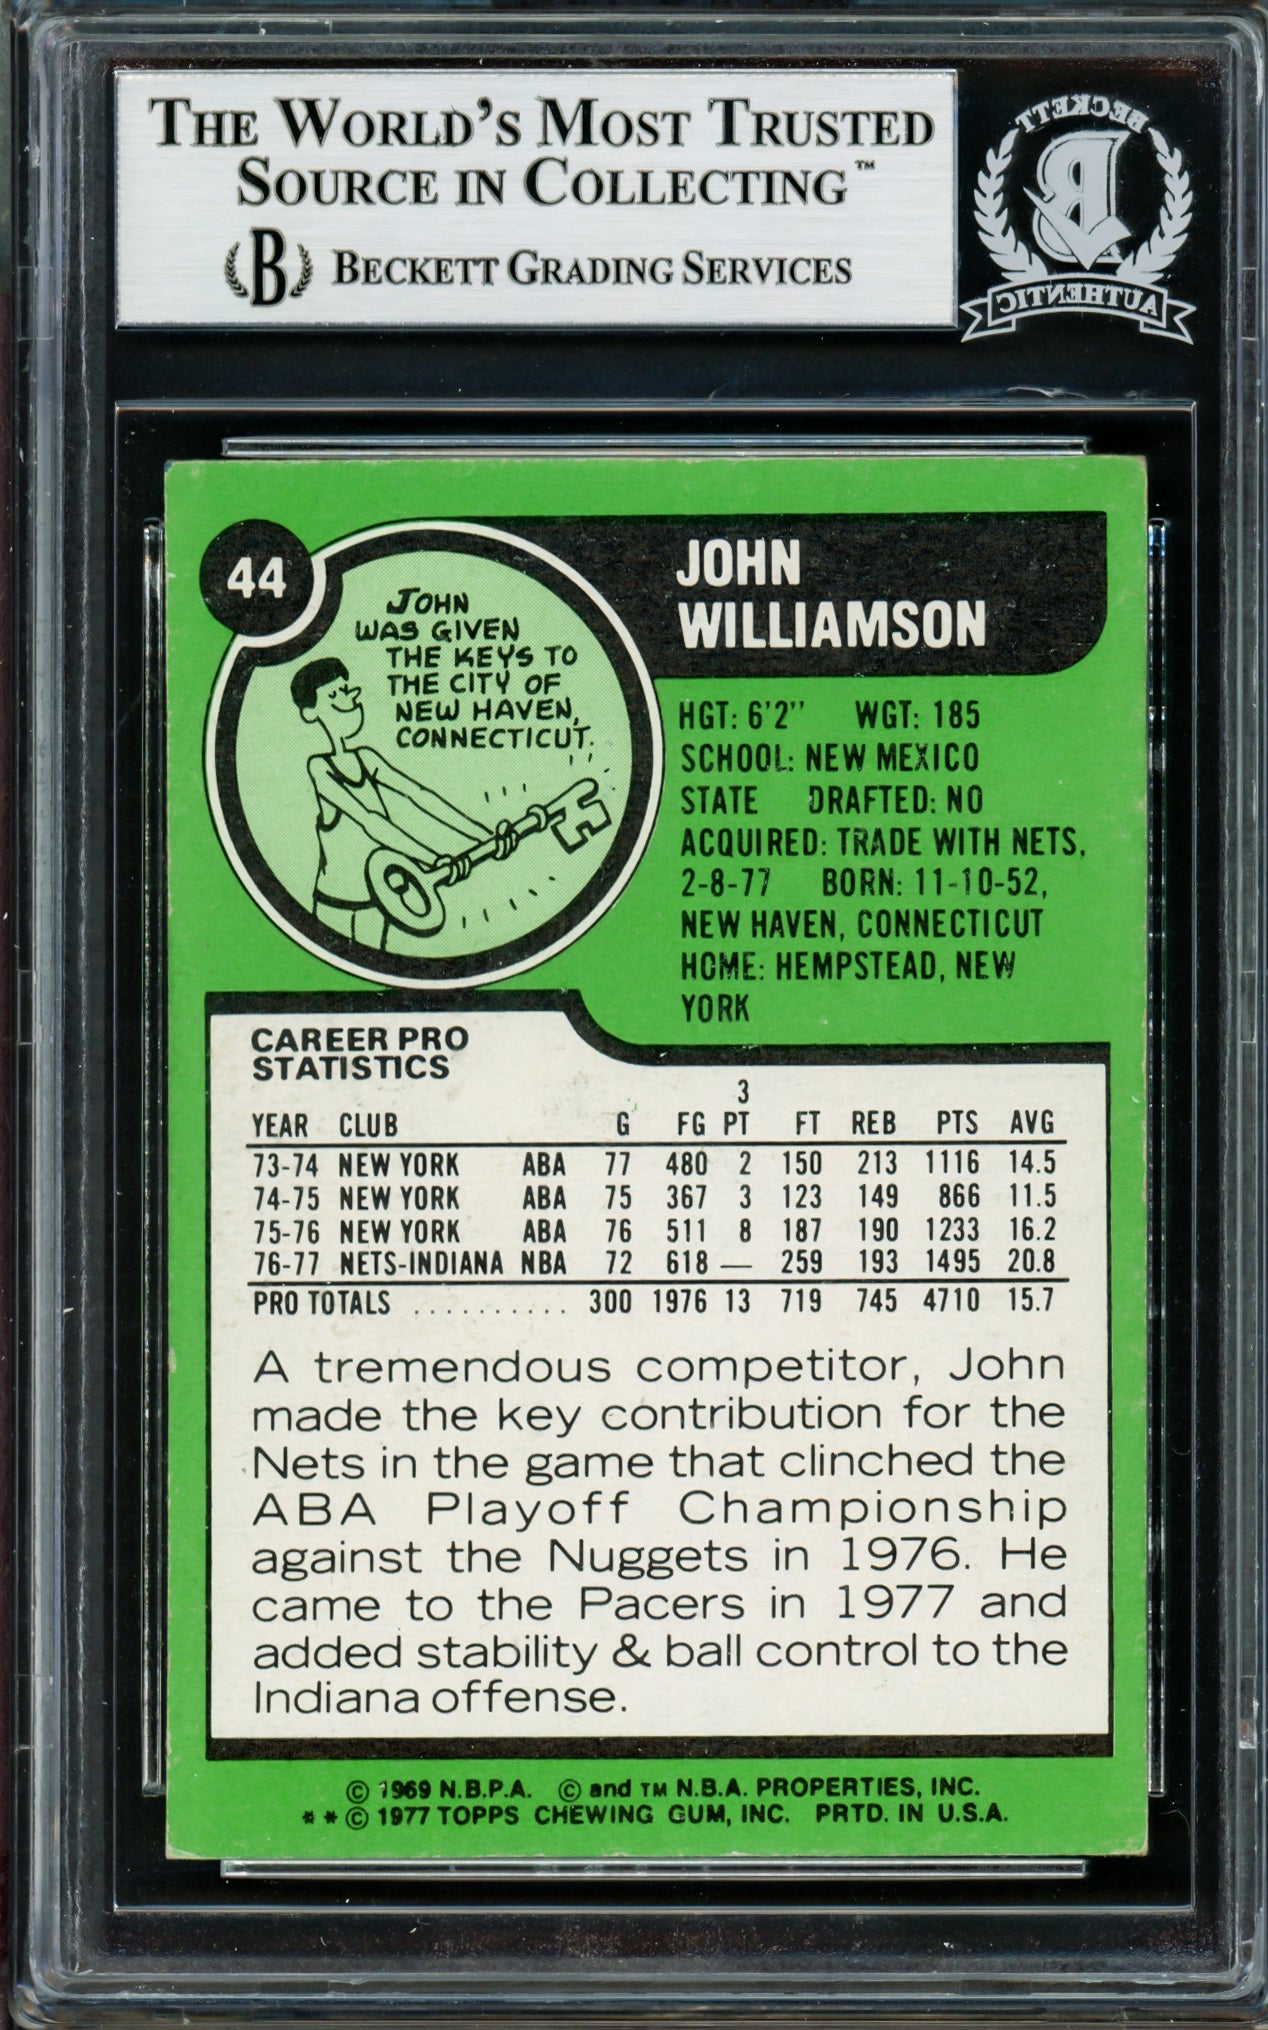 THE WORLD'S MOST TRUSTED
SOURCE IN COLLECTING™
B BECKETT GRADING SERVICES
BECKETT
B
AUTHENTIC
44
JOHN
WAS GIVEN
THE KEYS TO
THE CITY OF
NEW HAVEN,
CONNECTICUT.
JOHN
WILLIAMSON
HGT: 6'2" WGT: 185
SCHOOL: NEW MEXICO
STATE DRAFTED: NO
ACQUIRED: TRADE WITH NETS,
2-8-77 BORN: 11-10-52,
NEW HAVEN, CONNECTICUT
HOME: HEMPSTEAD, NEW
YORK
CAREER PRO
STATISTICS
3
YEAR CLUB G FG PT FT REB PTS AVG
73-74 NEW YORK ABA 77 480 2 150 213 1116 14.5
74-75 NEW YORK ABA 75 367 3 123 149 866 11.5
75-76 NEW YORK ABA 76 511 8 187 190 1233 16.2
76-77 NETS-INDIANA NBA 72 618 — 259 193 1495 20.8
PRO TOTALS .......... 300 1976 13 719 745 4710 15.7
A tremendous competitor, John
made the key contribution for the
Nets in the game that clinched the
ABA Playoff Championship
against the Nuggets in 1976. He
came to the Pacers in 1977 and
added stability & ball control to the
Indiana offense.
© 1969 N.B.P.A. © and TM N.B.A. PROPERTIES, INC.
* * © 1977 TOPPS CHEWING GUM, INC. PRTD. IN U.S.A.